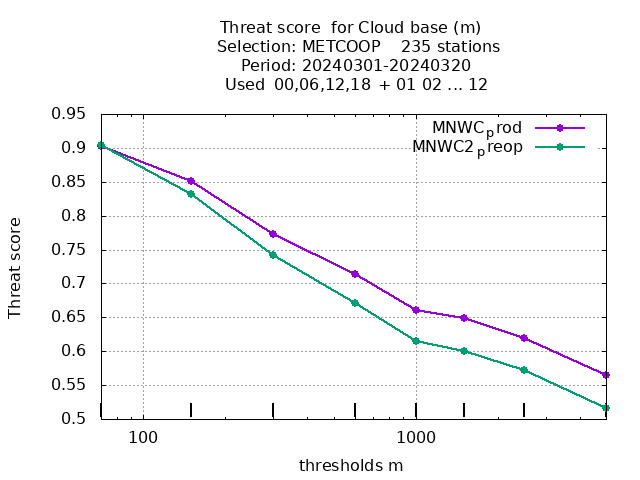 Threat score  for Cloud base (m)
Selection: METCOOP    235 stations
Period: 20240301-20240320
Used  00,06,12,18 + 01 02 ... 12
MNWCprod
MNWC2preop
0.95
0.9
0.85
0.8
0.75
0.7
0.65
0.6
0.55
0.5
Threat score
100 1000
thresholds m